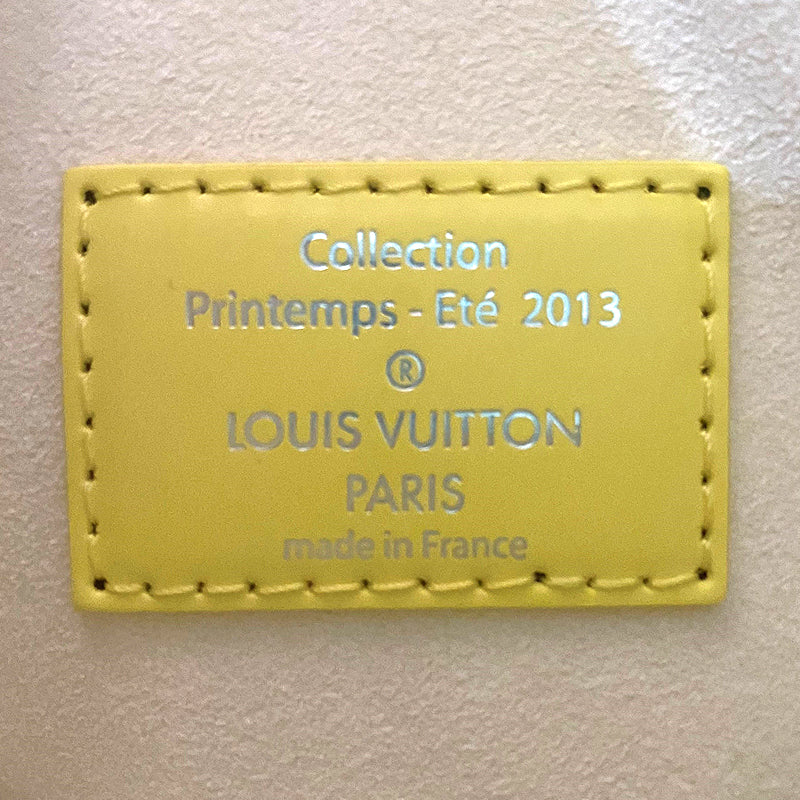 Collection
Printemps - Eté 2013
®
LOUIS VUITTON
PARIS
made in France